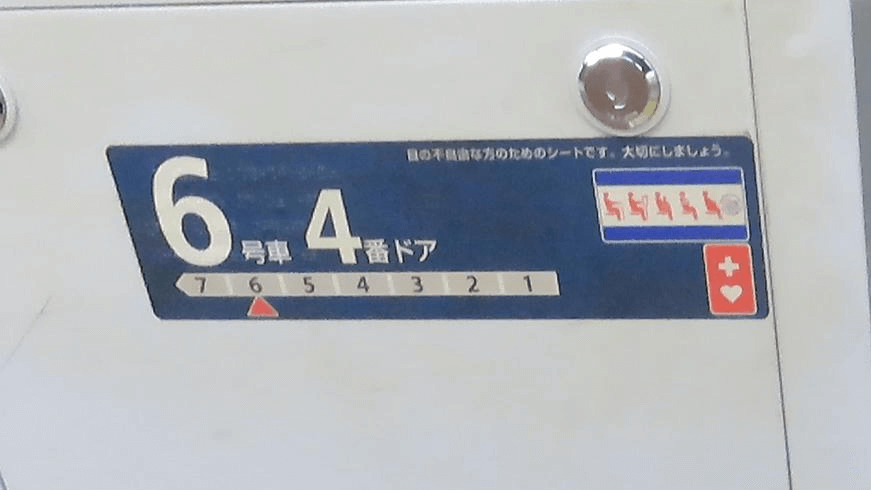 目の不自由な方のためのシートです。大切にしましょう。
6号車 4番ドア
7 6 5 4 3 2 1